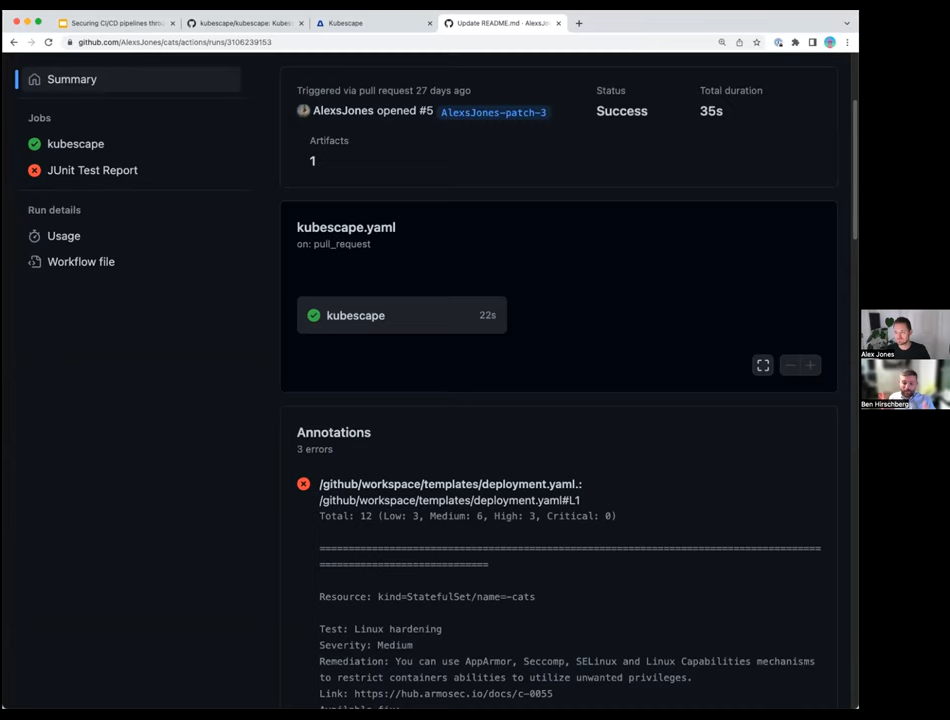 Securing CI/CD pipelines throu
kubescape/kubescape: Kubes
Kubescape
Update README.md · AlexsJon
github.com/AlexsJones/cats/actions/runs/3106239153
Summary
Jobs
kubescape
JUnit Test Report
Run details
Usage
Workflow file
Triggered via pull request 27 days ago
AlexsJones opened #5 AlexsJones-patch-3
Status
Success
Total duration
35s
Artifacts
1
kubescape.yaml
on: pull_request
kubescape 22s
Annotations
3 errors
/github/workspace/templates/deployment.yaml.:
/github/workspace/templates/deployment.yaml#L1
Total: 12 (Low: 3, Medium: 6, High: 3, Critical: 0)
Resource: kind=StatefulSet/name=-cats
Test: Linux hardening
Severity: Medium
Remediation: You can use AppArmor, Seccomp, SELinux and Linux Capabilities mechanisms
to restrict containers abilities to utilize unwanted privileges.
Link: https://hub.armosec.io/docs/c-0055
Available fix:
Alex Jones
Ben Hirschberg